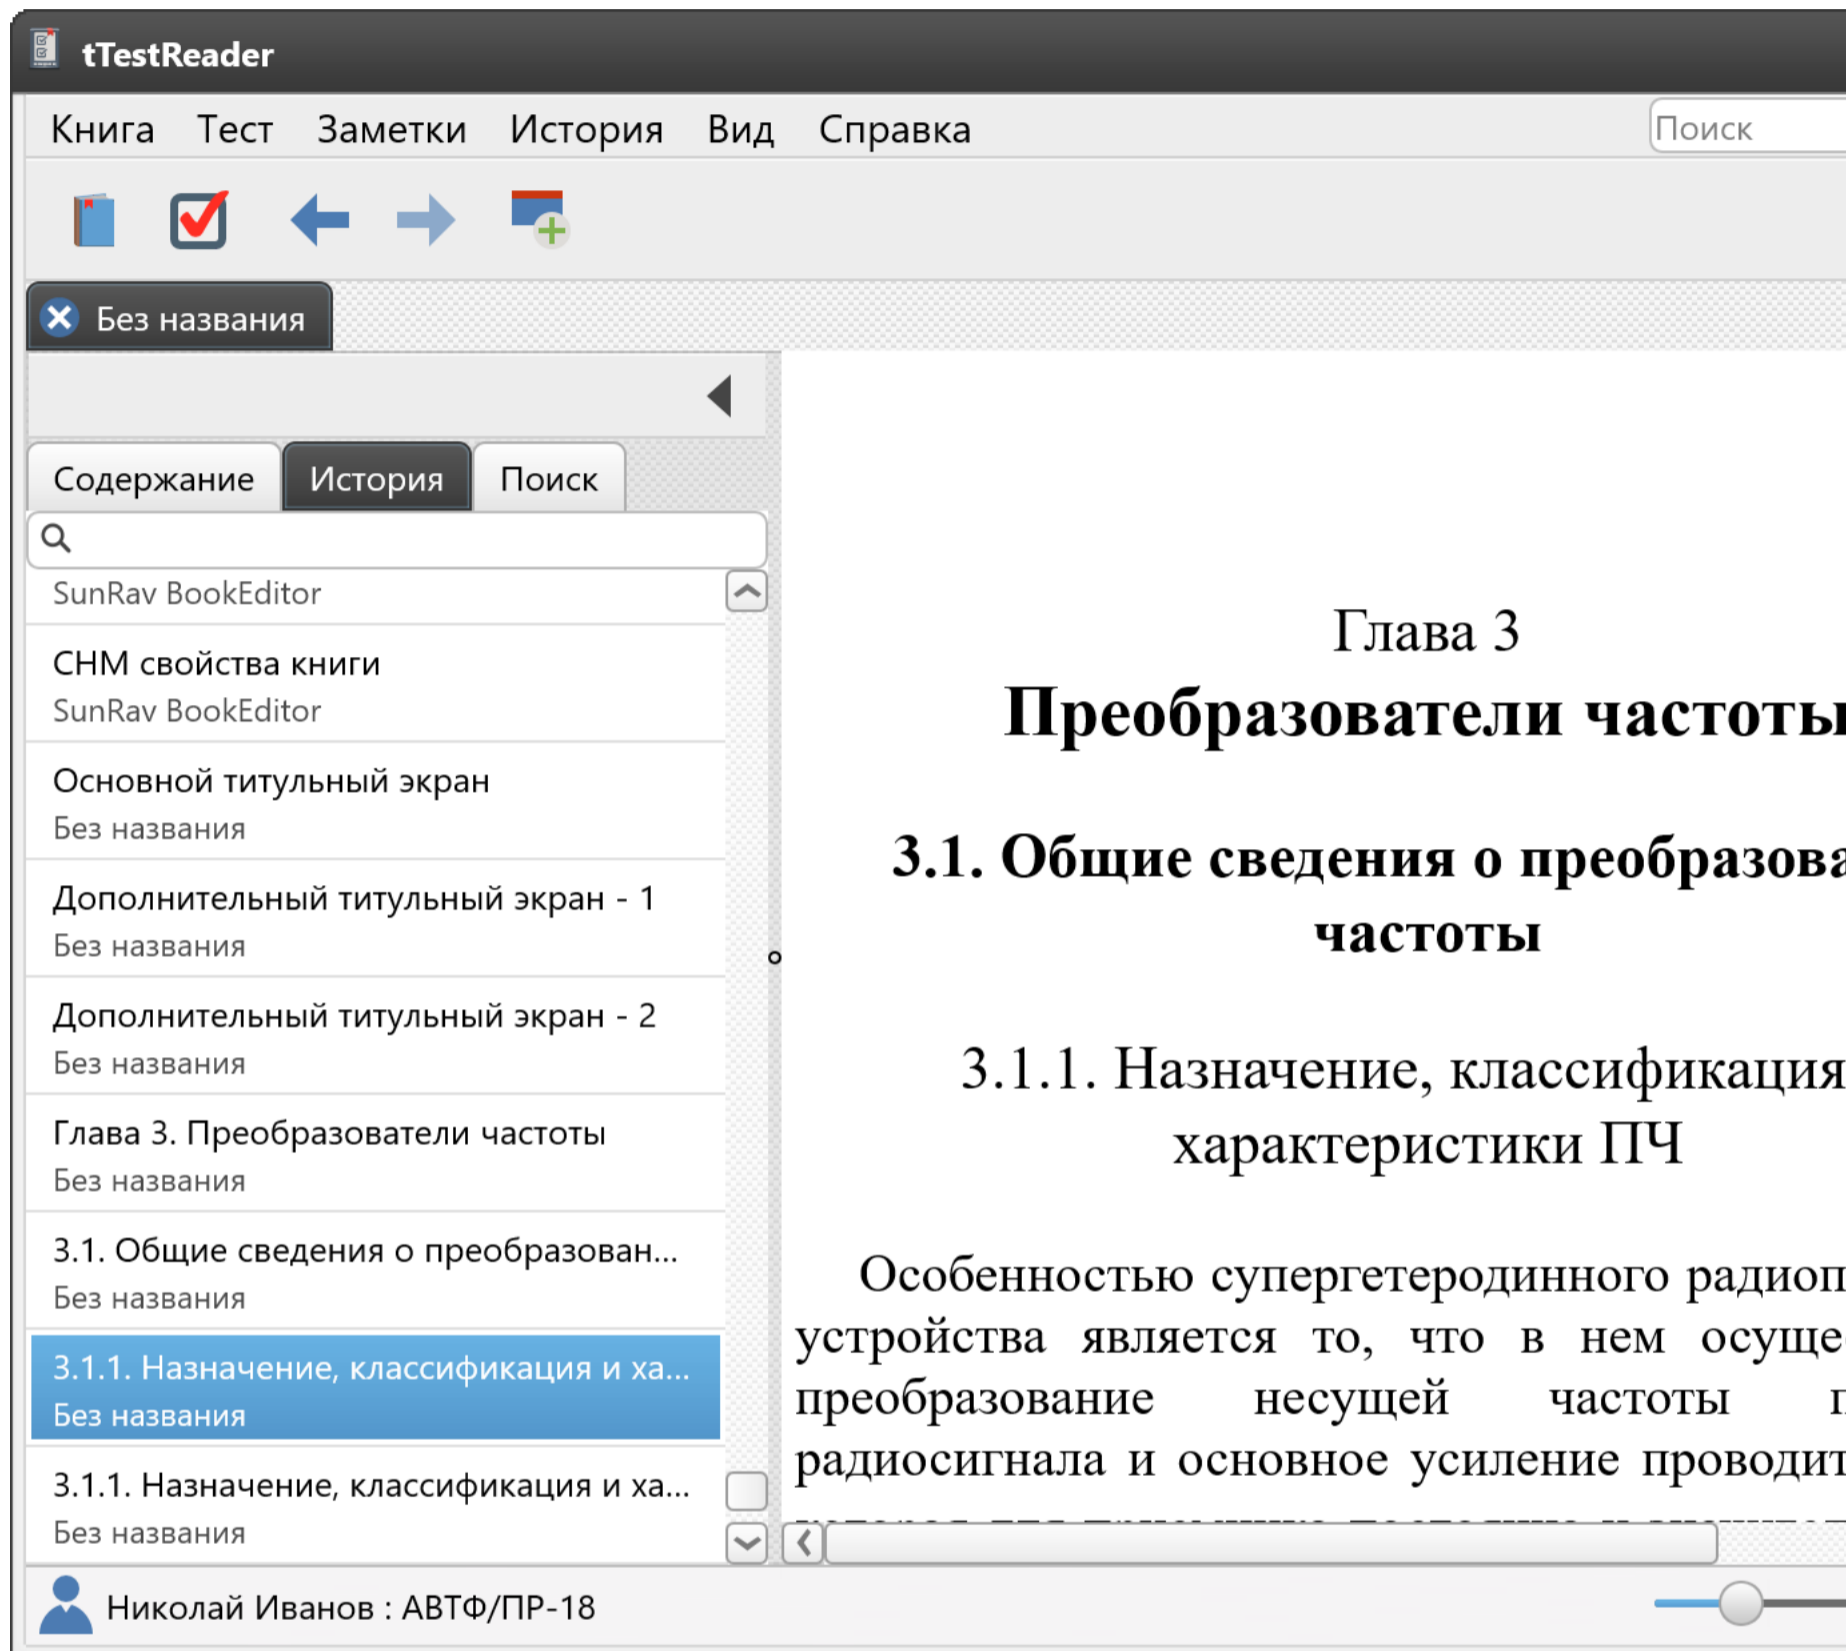 tTestReader
Книга Тест Заметки История Вид Справка Поиск
Без названия
Содержание История Поиск
SunRav BookEditor
CHM свойства книги
SunRav BookEditor
Основной титульный экран
Без названия
Дополнительный титульный экран - 1
Без названия
Дополнительный титульный экран - 2
Без названия
Глава 3. Преобразователи частоты
Без названия
3.1. Общие сведения о преобразован...
Без названия
3.1.1. Назначение, классификация и ха...
Без названия
3.1.1. Назначение, классификация и ха...
Без названия
Глава 3
Преобразователи частоты
3.1. Общие сведения о преобразова
частоты
3.1.1. Назначение, классификация
характеристики ПЧ
Особенностью супергетеродинного радиоп
устройства является то, что в нем осуще
преобразование несущей частоты п
радиосигнала и основное усиление проводит
Николай Иванов : АВТФ/ПР-18